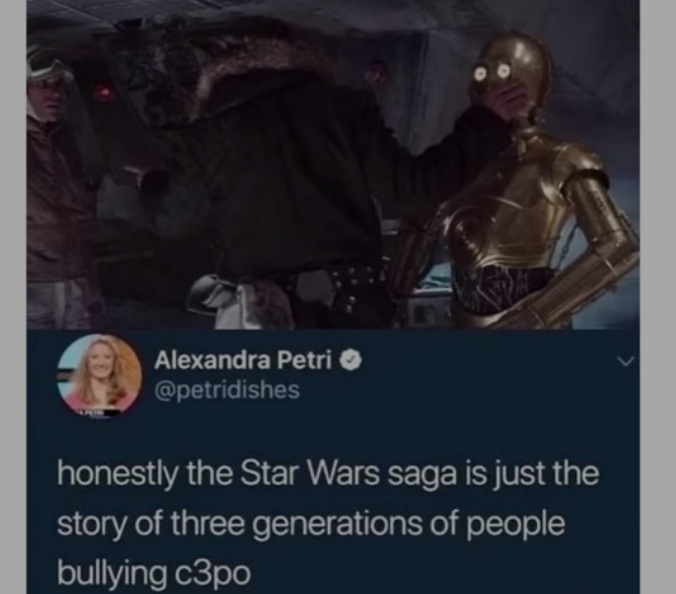 Alexandra Petri
@petridishes
honestly the Star Wars saga is just the
story of three generations of people
bullying c3po